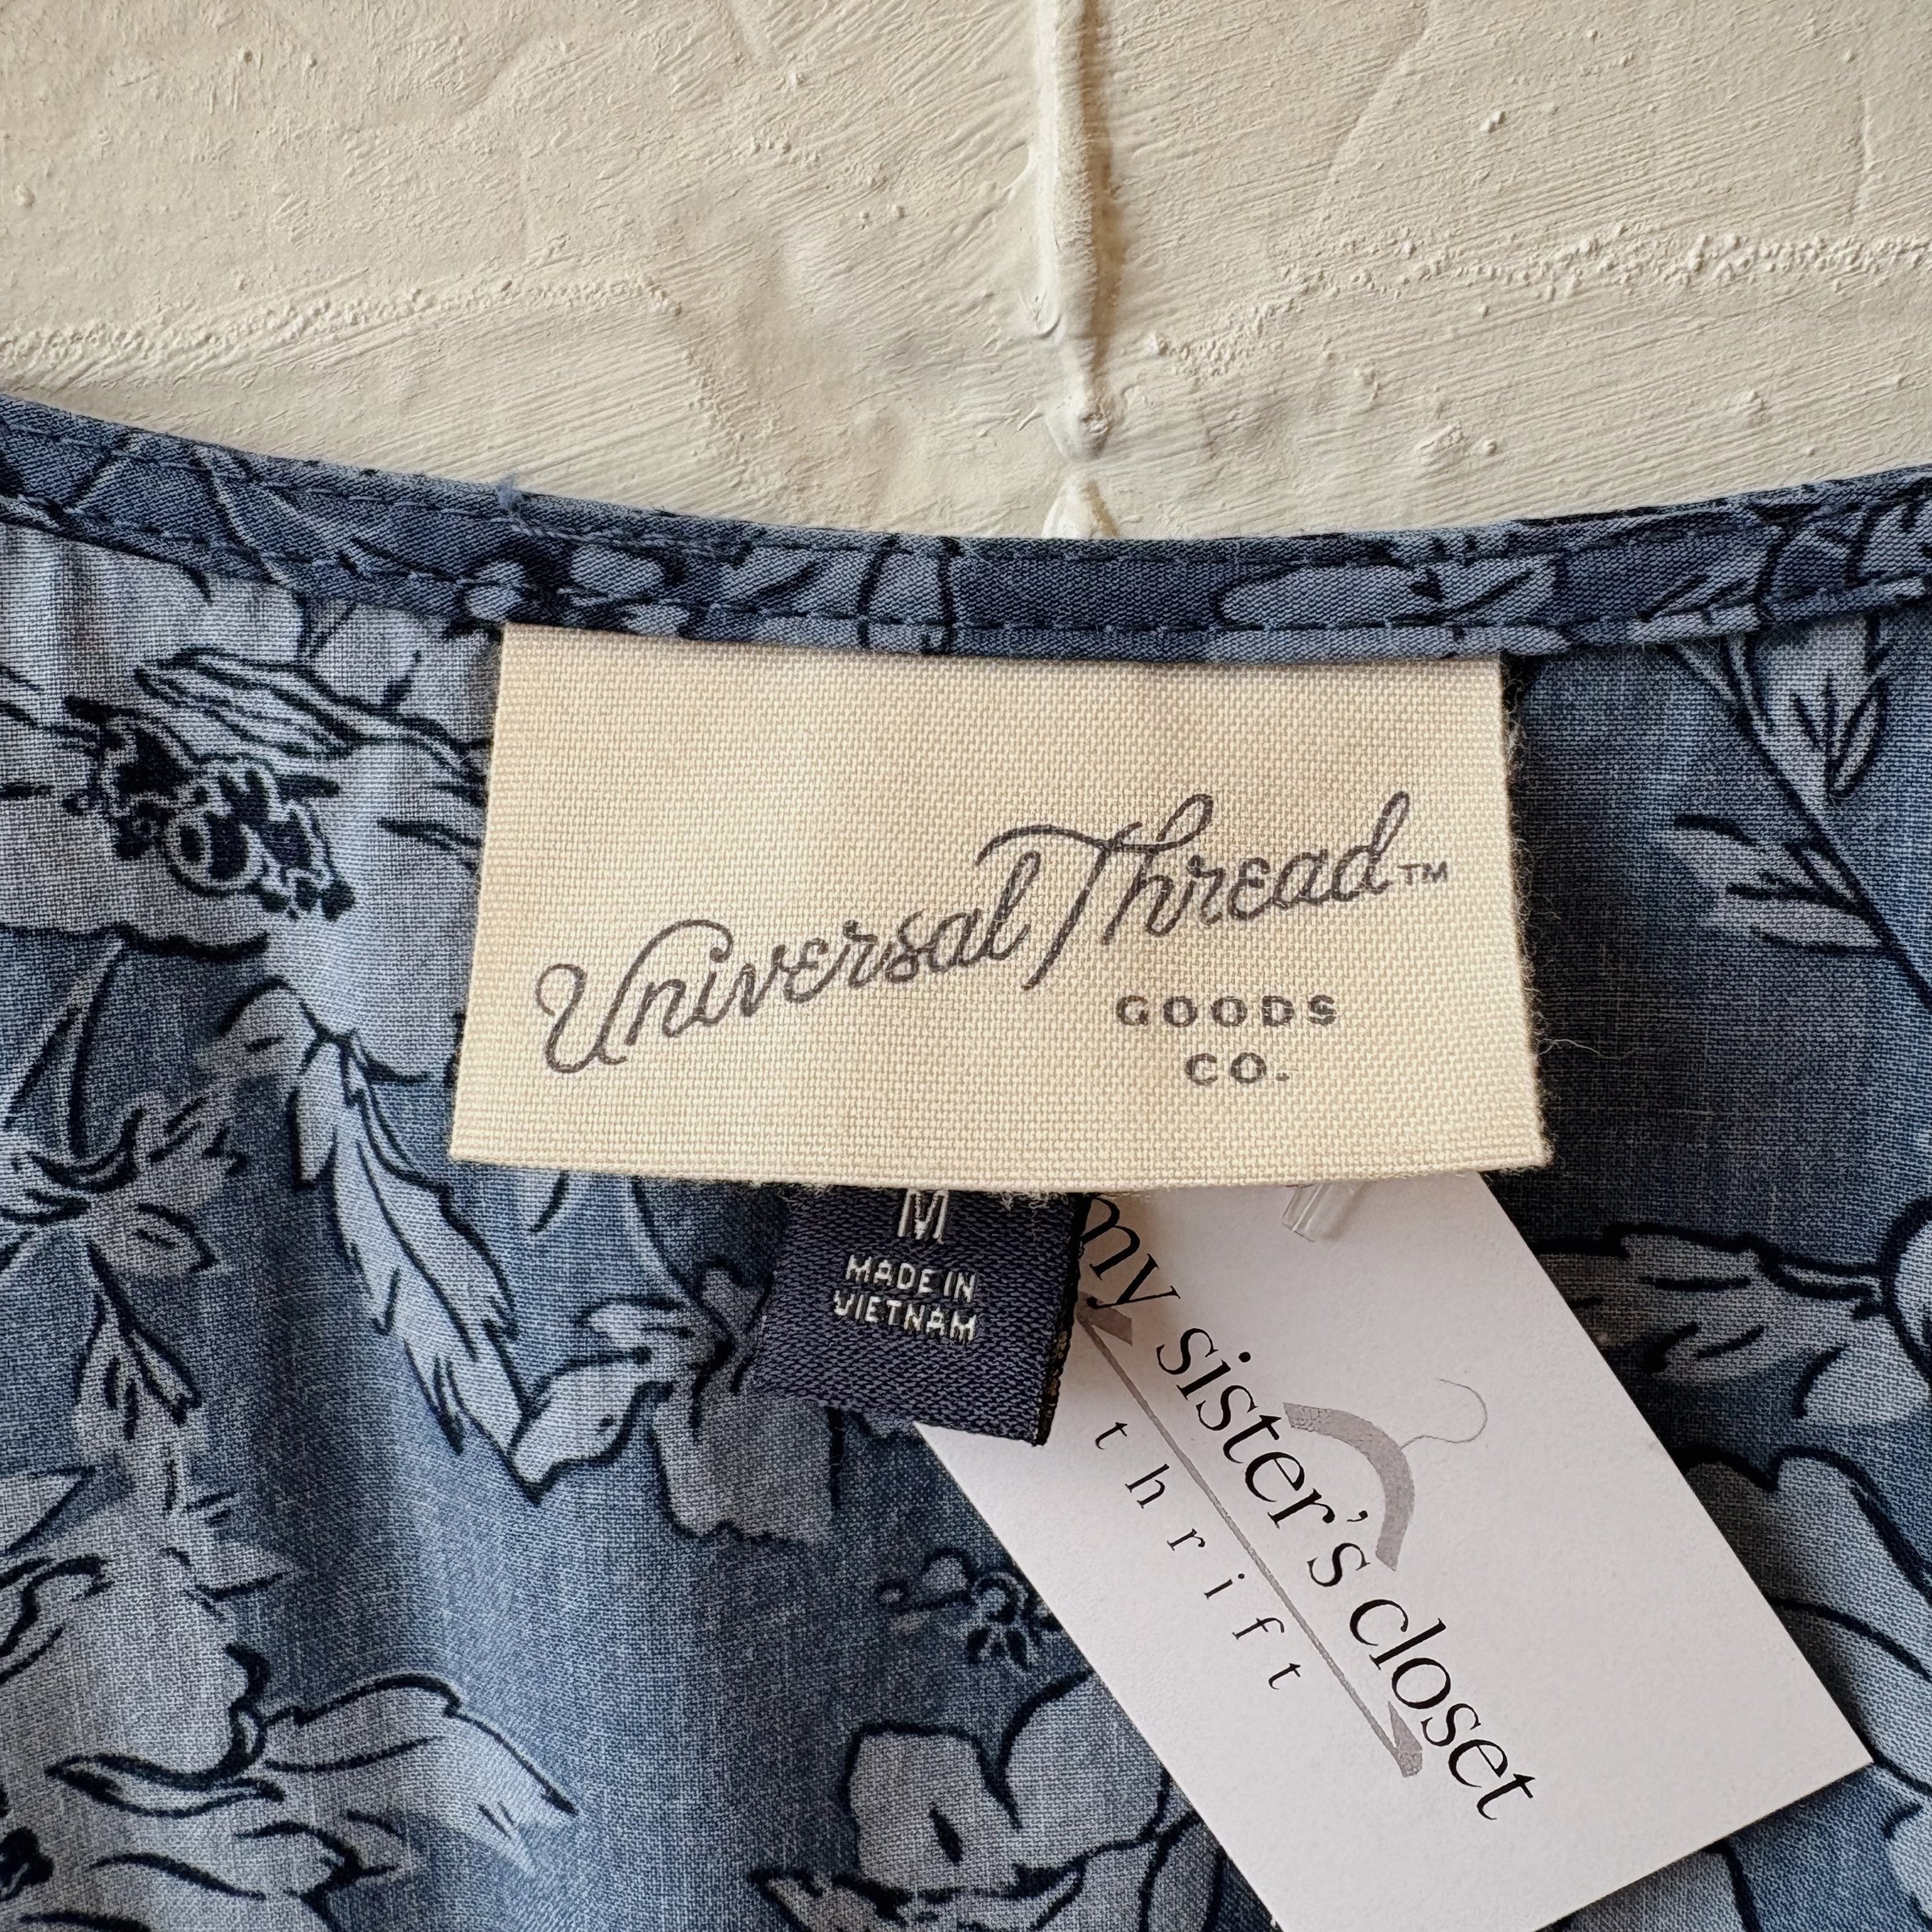 Universal Thread™
GOODS
CO.
M
MADE IN
VIETNAM
my sister's closet
thrift